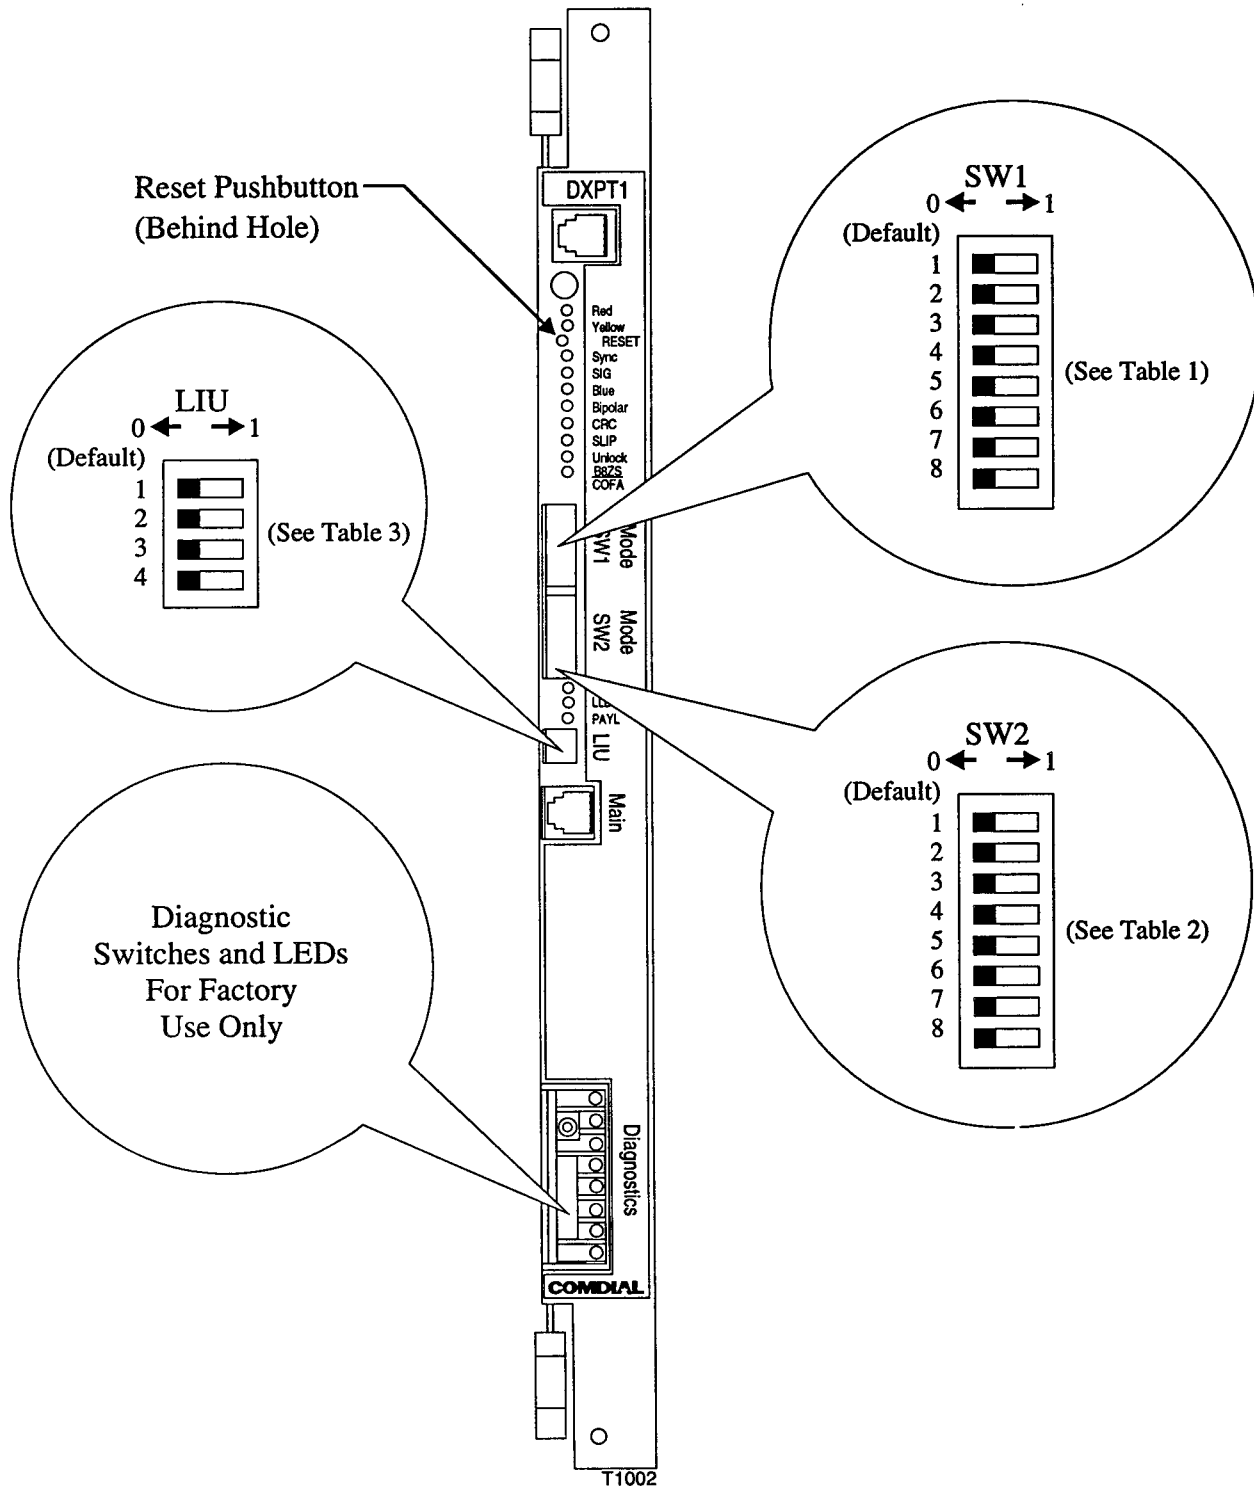 Reset Pushbutton
(Behind Hole)
DXPT1
Red
Yellow
RESET
Sync
SIG
Blue
Bipolar
CRC
SLIP
Unlock
B8ZS
COFA
Mode
SW1
Mode
SW2
PAYL
LIU
Main
Diagnostics
COMDIAL
T1002
LIU
0 1
(Default)
1
2
3
4
(See Table 3)
Diagnostic
Switches and LEDs
For Factory
Use Only
SW1
0 1
(Default)
1
2
3
4
5
6
7
8
(See Table 1)
SW2
0 1
(Default)
1
2
3
4
5
6
7
8
(See Table 2)